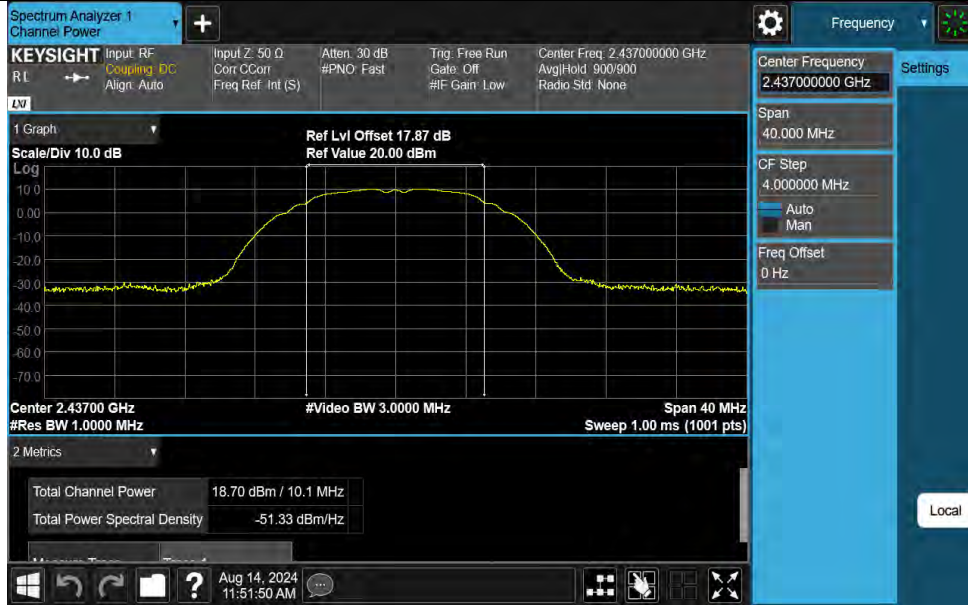 Spectrum Analyzer 1
Channel Power
Frequency
KEYSIGHT
Input: RF
Coupling: DC
Align: Auto
RL
LXI
Input Z: 50 Ω
Corr CCorr
Freq Ref: Int (S)
Atten: 30 dB
#PNO: Fast
Trig: Free Run
Gate: Off
#IF Gain: Low
Center Freq: 2.437000000 GHz
Avg|Hold: 900/900
Radio Std: None
Center Frequency
2.437000000 GHz
Settings
Span
40.000 MHz
CF Step
4.000000 MHz
Auto
Man
Freq Offset
0 Hz
Local
1 Graph
Scale/Div 10.0 dB
Ref Lvl Offset 17.87 dB
Ref Value 20.00 dBm
Log
10.0
0.00
-10.0
-20.0
-30.0
-40.0
-50.0
-60.0
-70.0
Center 2.43700 GHz
#Video BW 3.0000 MHz
Span 40 MHz
#Res BW 1.0000 MHz
Sweep 1.00 ms (1001 pts)
2 Metrics
Total Channel Power 18.70 dBm / 10.1 MHz
Total Power Spectral Density -51.33 dBm/Hz
?
Aug 14, 2024
11:51:50 AM